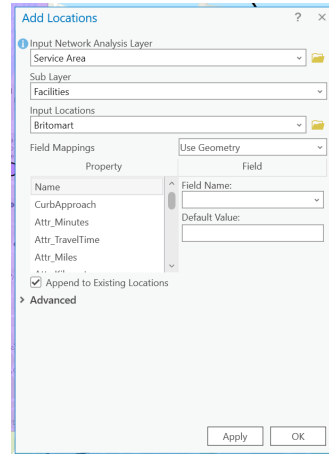 Add Locations
Input Network Analysis Layer
Service Area
Sub Layer
Facilities
Input Locations
Britomart
Field Mappings Use Geometry
Property Field
Name Field Name:
CurbApproach
Attr_Minutes Default Value:
Attr_TravelTime
Attr_Miles
Append to Existing Locations
Advanced
Apply OK